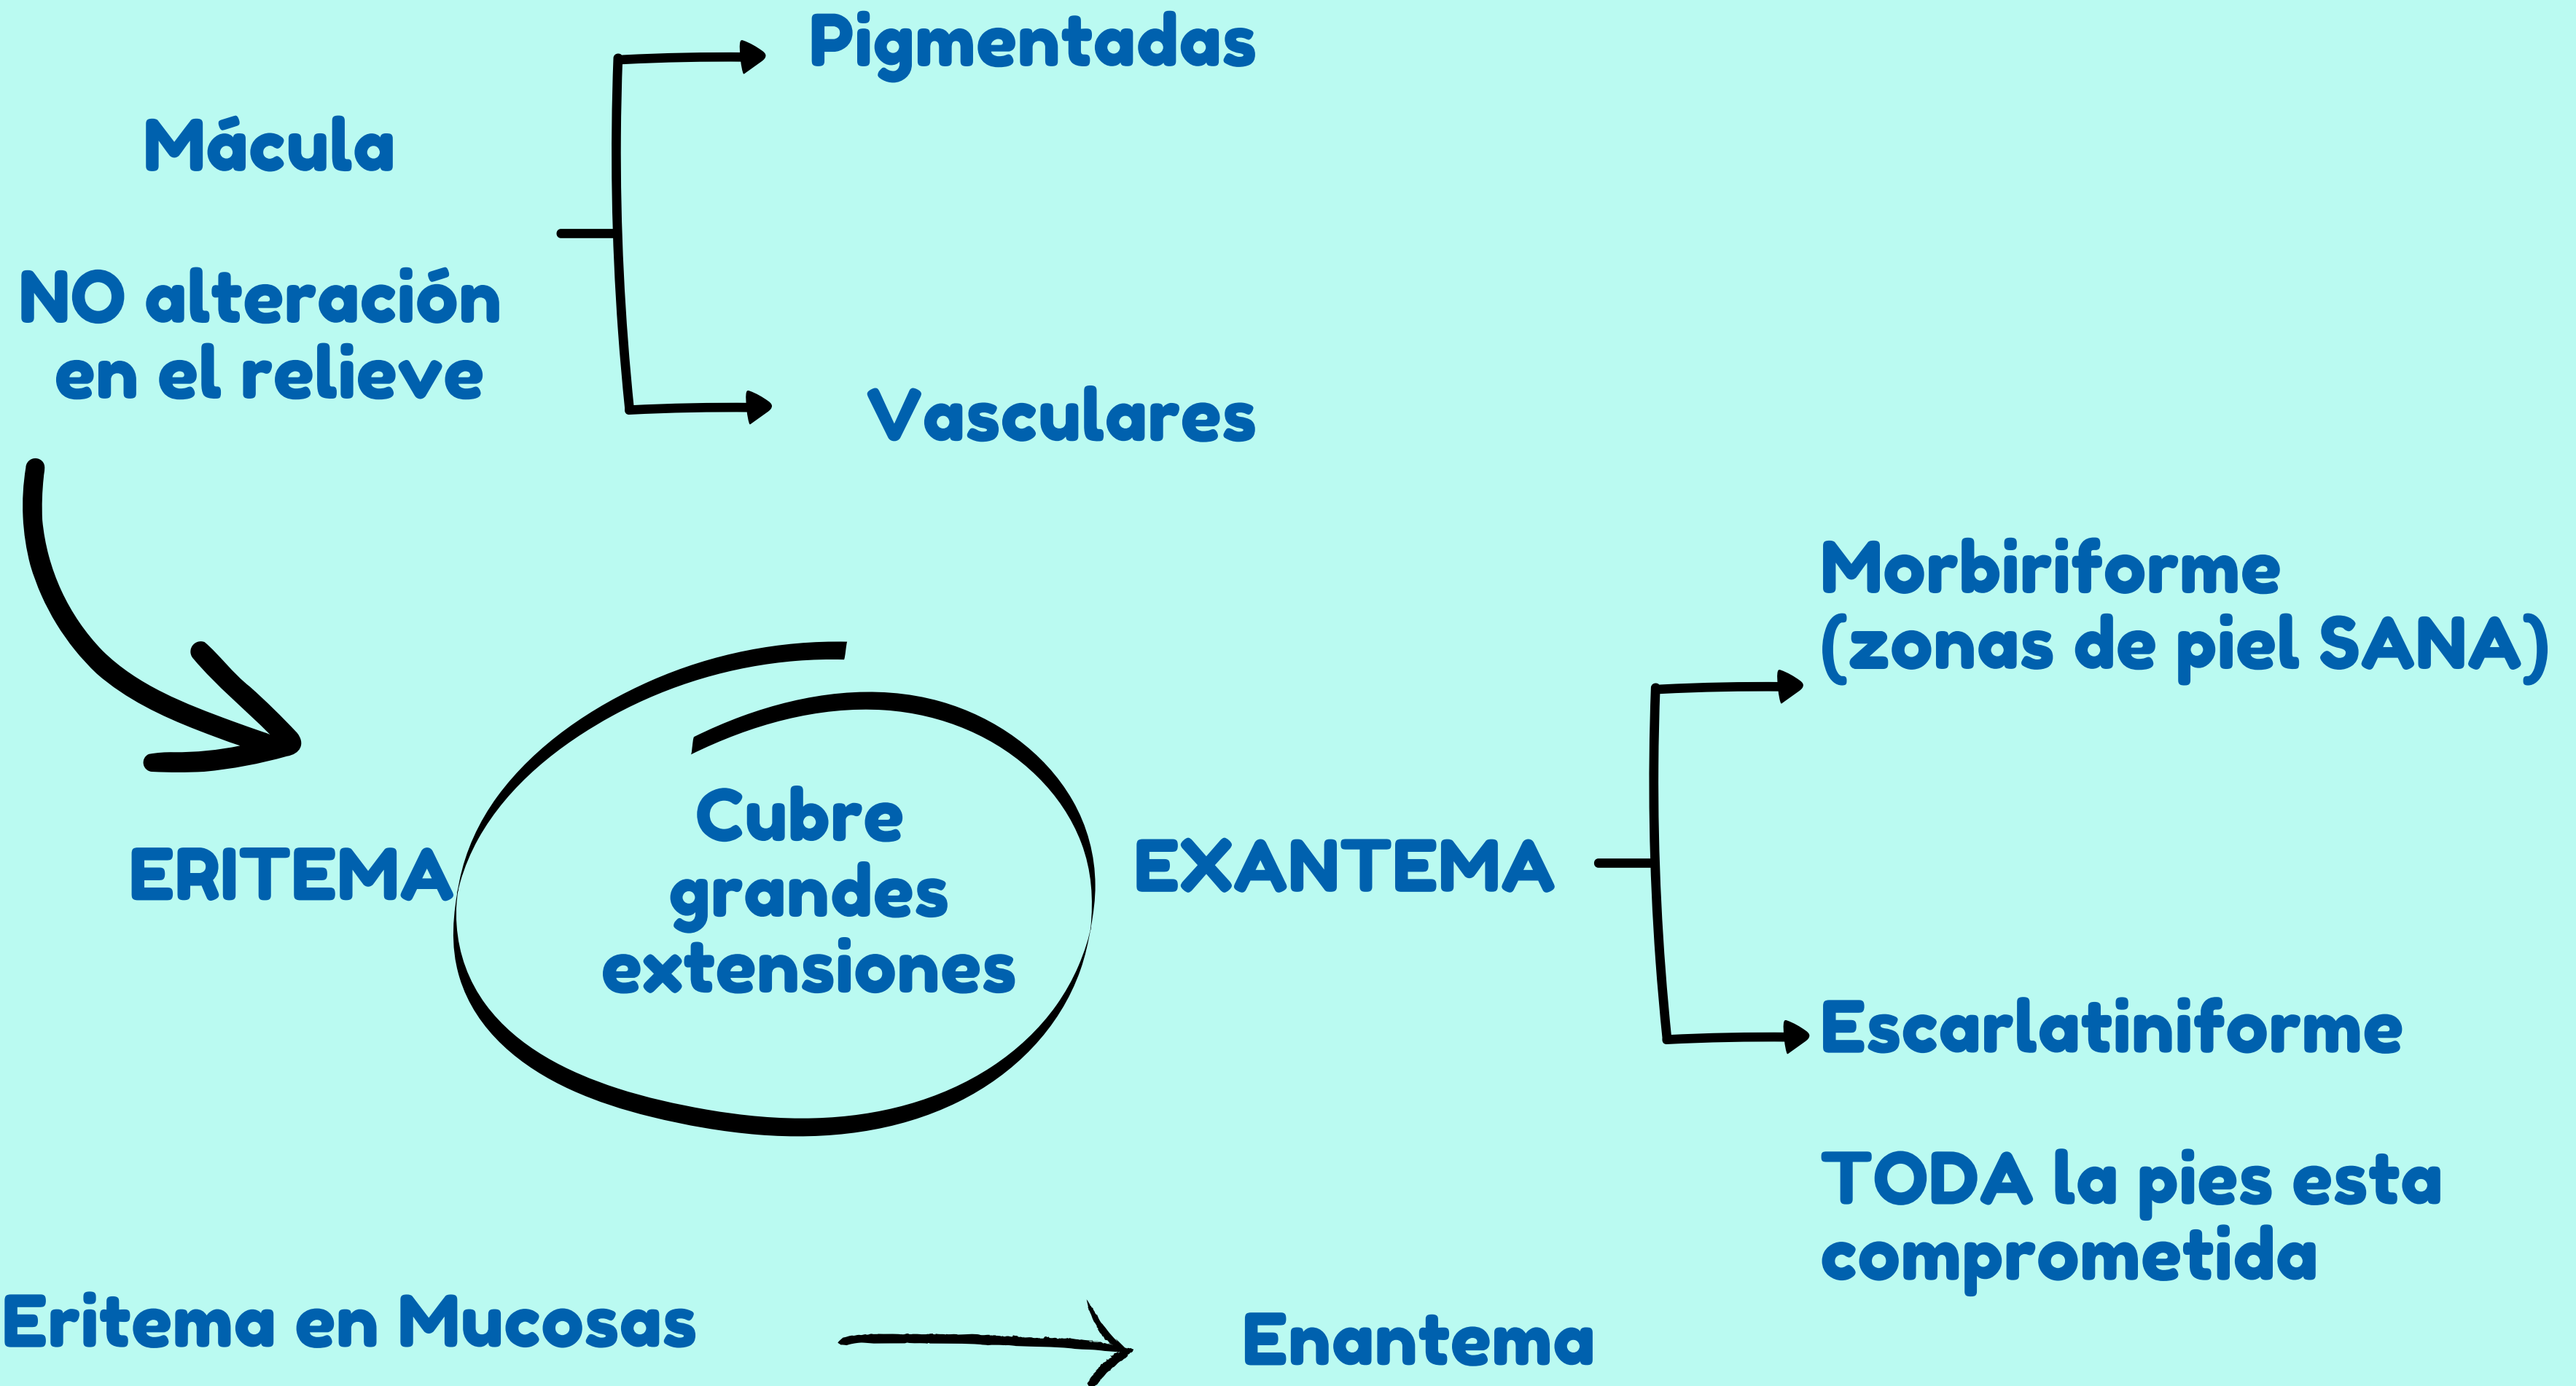 Pigmentadas
Mácula
NO alteración
en el relieve
Vasculares
Morbiriforme
(zonas de piel SANA)
ERITEMA
Cubre
grandes
extensiones
EXANTEMA
Escarlatiniforme
TODA la pies esta
comprometida
Eritema en Mucosas
Enantema